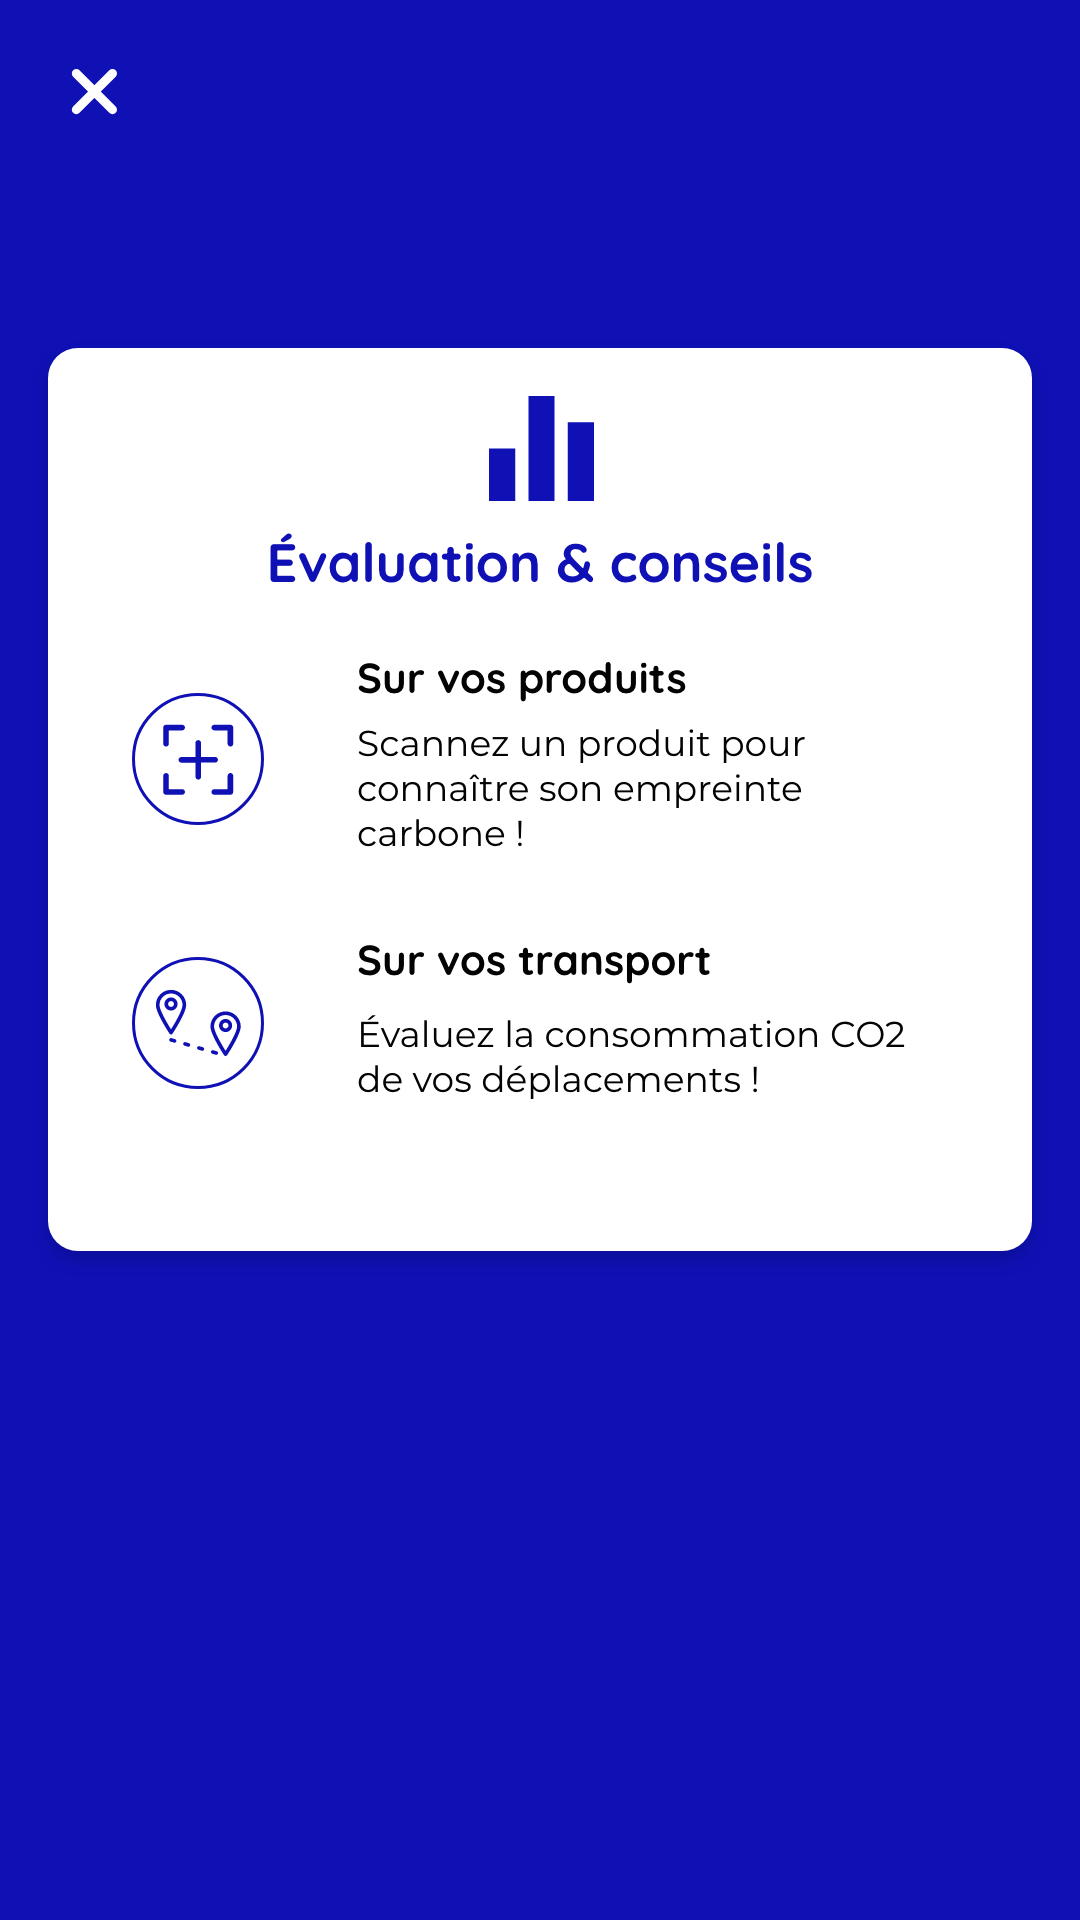 Évaluation & conseils
Sur vos produits
Scannez un produit pour
connaître son empreinte
carbone !
Sur vos transport
Évaluez la consommation CO2
de vos déplacements !